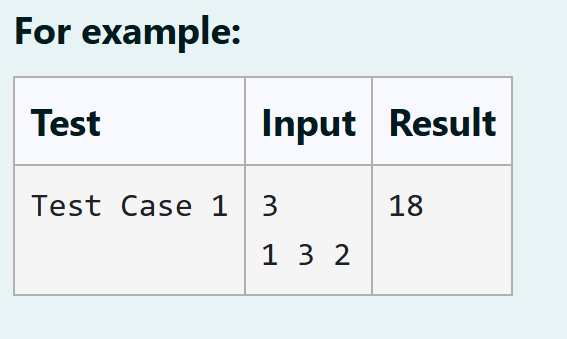 For example:
Test Input Result
Test Case 1 3 18
1 3 2